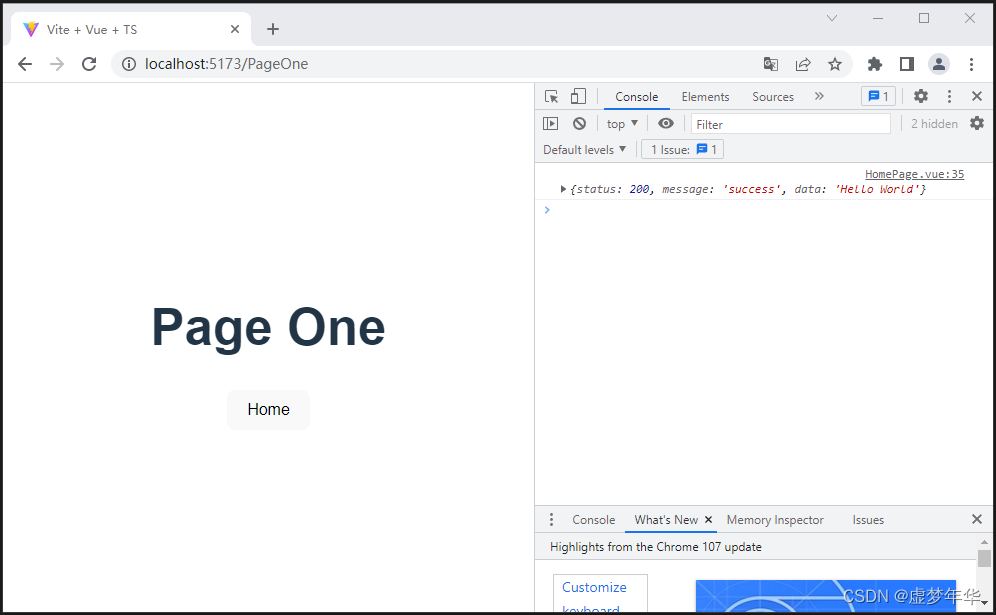 Vite + Vue + TS
localhost:5173/PageOne
Page One
Home
Console Elements Sources » 1
top Filter 2 hidden
Default levels 1 Issue: 1
HomePage.vue:35
{status: 200, message: 'success', data: 'Hello World'}
Console What's New Memory Inspector Issues
Highlights from the Chrome 107 update
Customize
keyboard
CSDN @虚梦年华